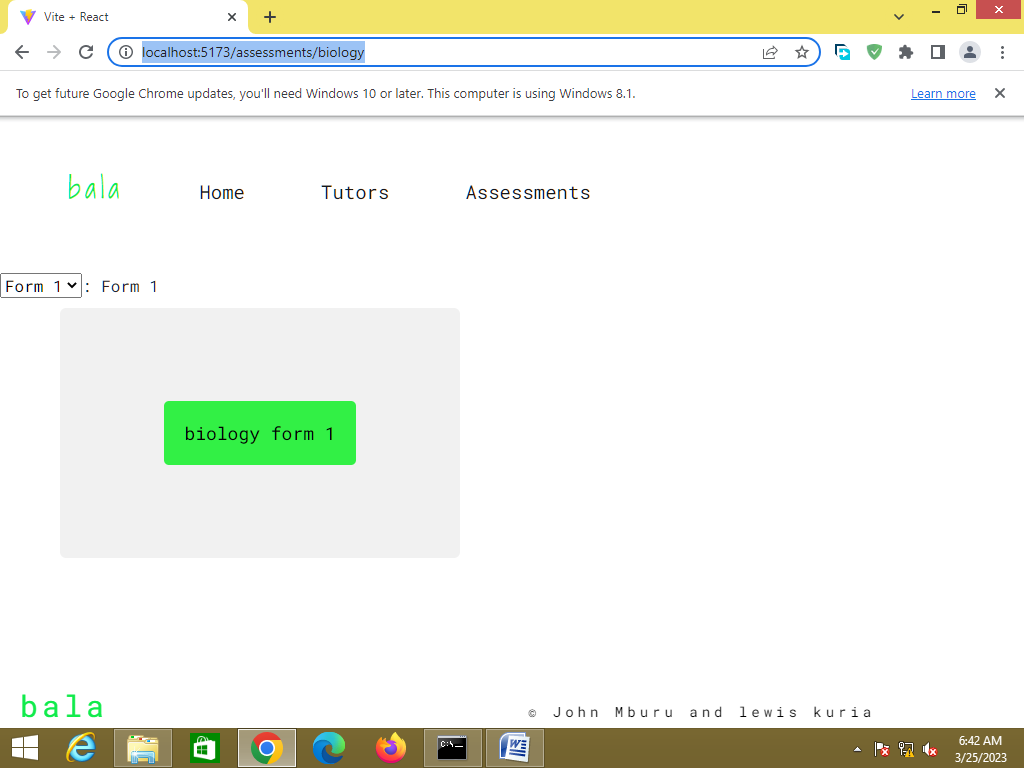 Vite + React
localhost:5173/assessments/biology
To get future Google Chrome updates, you'll need Windows 10 or later. This computer is using Windows 8.1.
Learn more
bala
Home
Tutors
Assessments
Form 1 : Form 1
biology form 1
bala
© John Mburu and lewis kuria
C:\
W
6:42 AM
3/25/2023